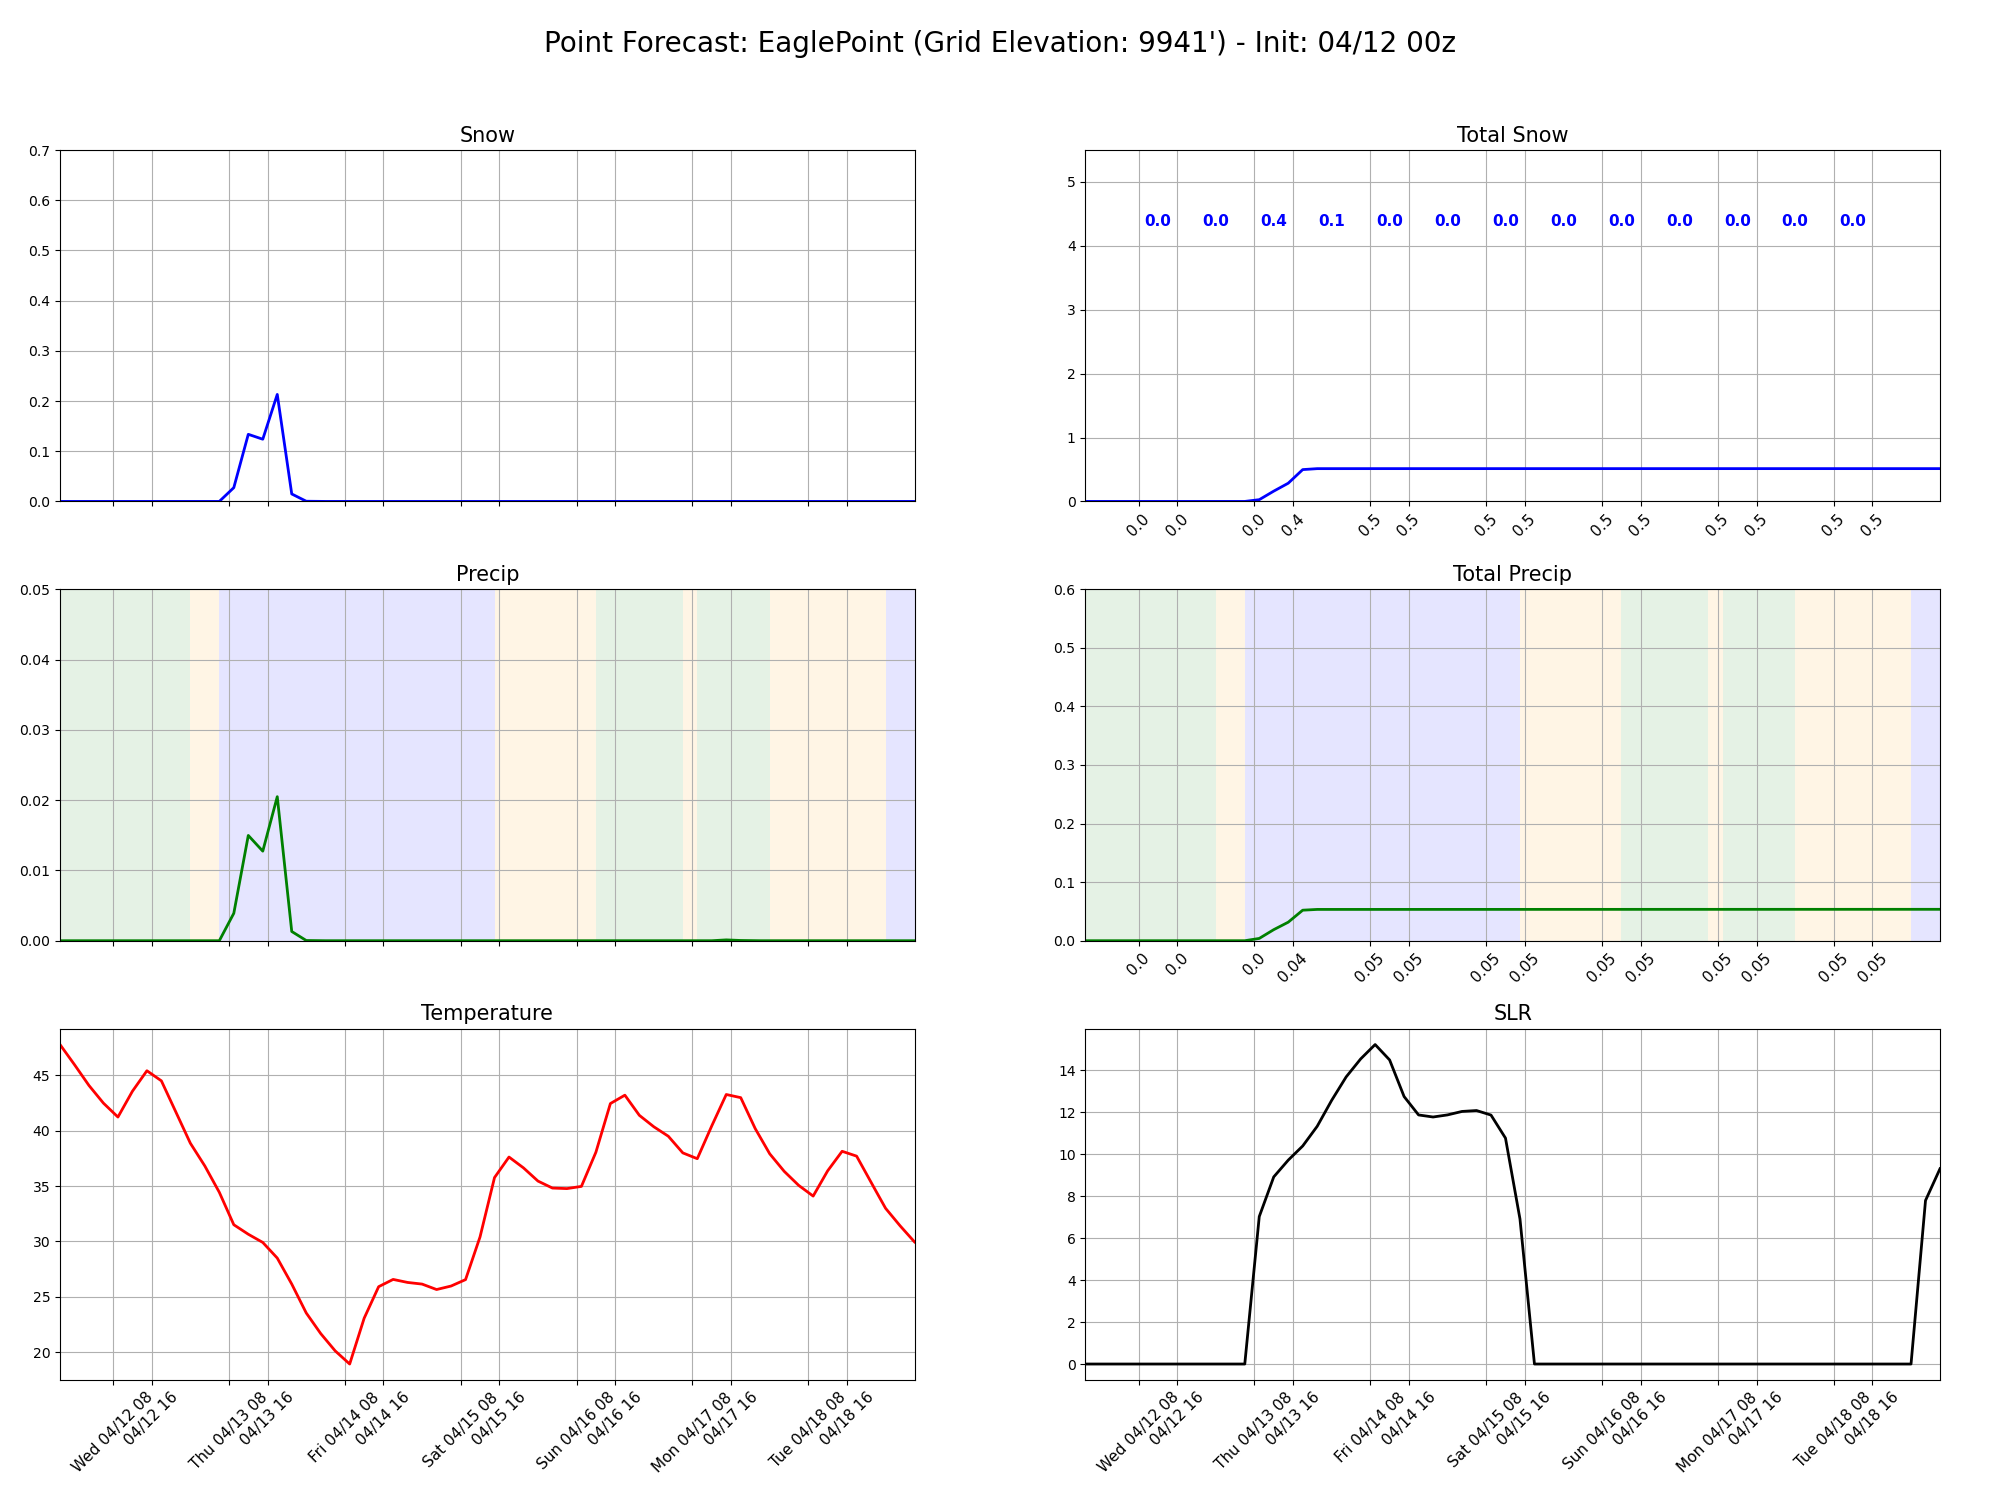 Point Forecast: EaglePoint (Grid Elevation: 9941') - Init: 04/12 00z
Snow
0.7
0.6
0.5
0.4
0.3
0.2
0.1
0.0
Total Snow
5
4
3
2
1
0
0.0 0.0 0.4 0.1 0.0 0.0 0.0 0.0 0.0 0.0 0.0 0.0 0.0
0.0 0.0 0.0 0.4 0.5 0.5 0.5 0.5 0.5 0.5 0.5 0.5 0.5 0.5
Precip
0.05
0.04
0.03
0.02
0.01
0.00
Total Precip
0.6
0.5
0.4
0.3
0.2
0.1
0.0
0.0 0.0 0.0 0.04 0.05 0.05 0.05 0.05 0.05 0.05 0.05 0.05 0.05 0.05
Temperature
45
40
35
30
25
20
Wed 04/12 08
04/12 16
Thu 04/13 08
04/13 16
Fri 04/14 08
04/14 16
Sat 04/15 08
04/15 16
Sun 04/16 08
04/16 16
Mon 04/17 08
04/17 16
Tue 04/18 08
04/18 16
SLR
14
12
10
8
6
4
2
0
Wed 04/12 08
04/12 16
Thu 04/13 08
04/13 16
Fri 04/14 08
04/14 16
Sat 04/15 08
04/15 16
Sun 04/16 08
04/16 16
Mon 04/17 08
04/17 16
Tue 04/18 08
04/18 16